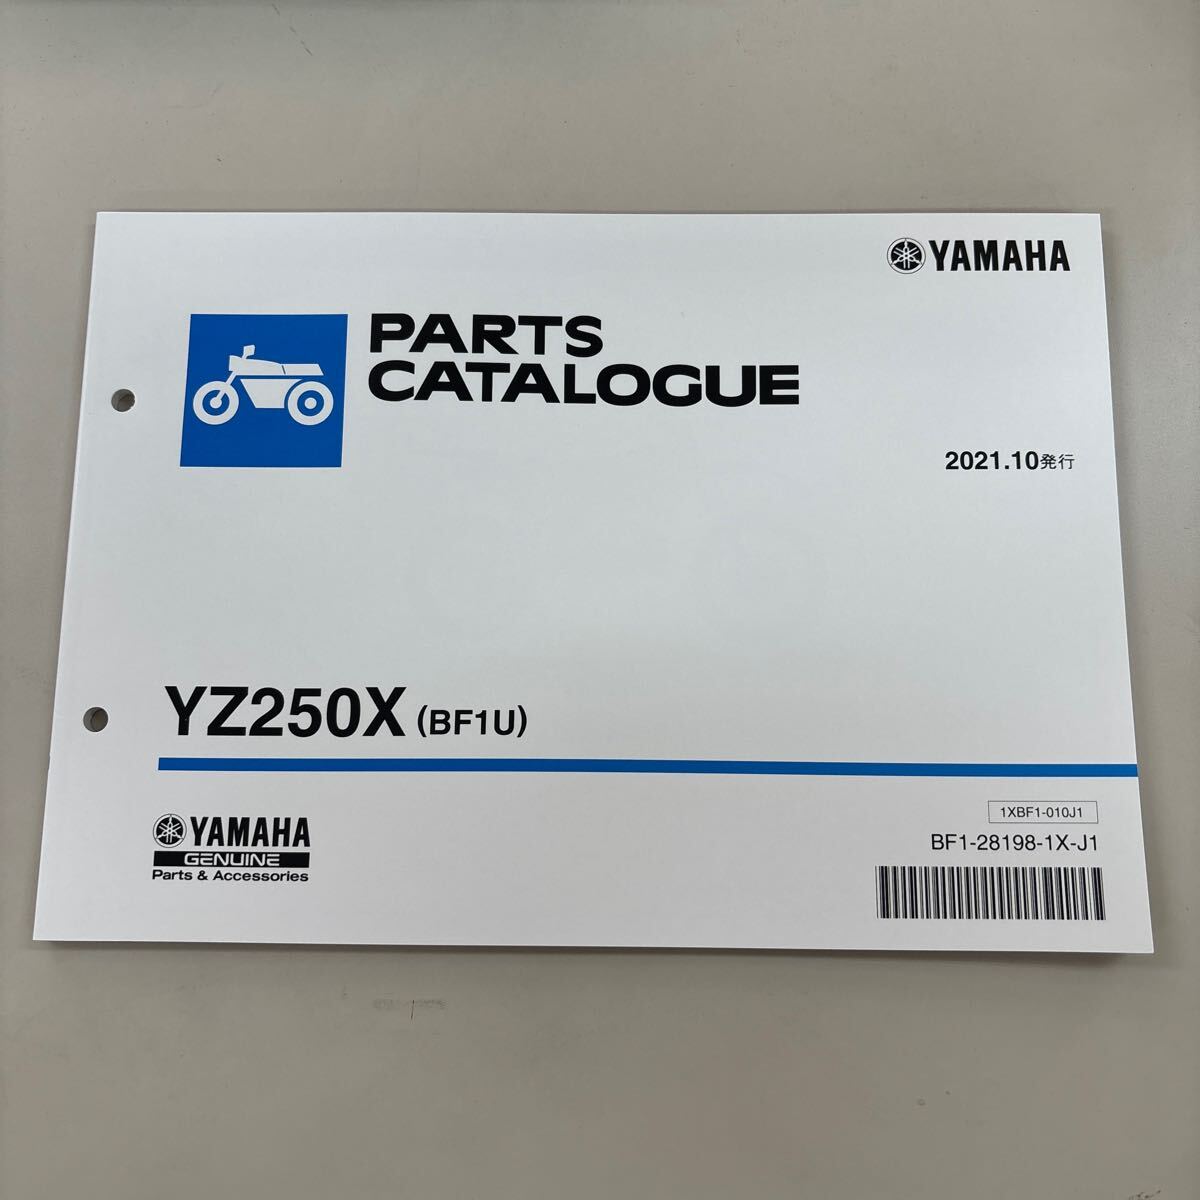 YAMAHA
PARTS
CATALOGUE
2021.10発行
YZ250X (BF1U)
1XBF1-010J1
BF1-28198-1X-J1
YAMAHA
GENUINE
Parts & Accessories